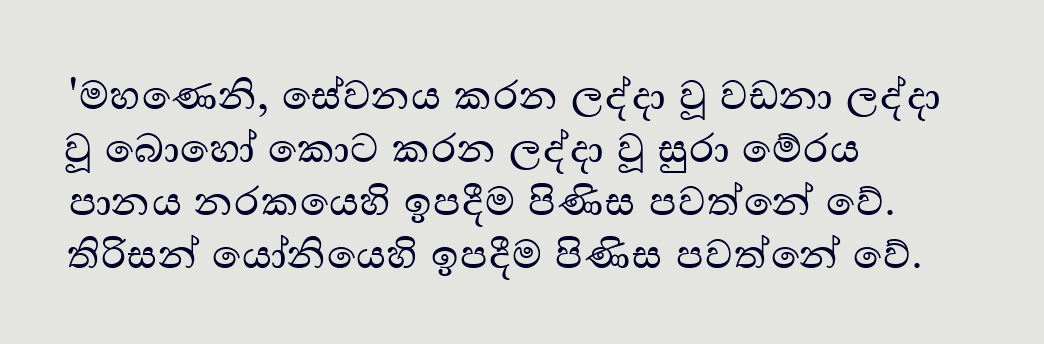 'මහණෙනි, සේවනය කරන ලද්දා වූ වඩනා ලද්දා
වූ බොහෝ කොට කරන ලද්දා වූ සුරා මේරය
පානය නරකයෙහි ඉපදීම පිණිස පවත්නේ වේ.
තිරිසන් යෝනියෙහි ඉපදීම පිණිස පවත්නේ වේ.